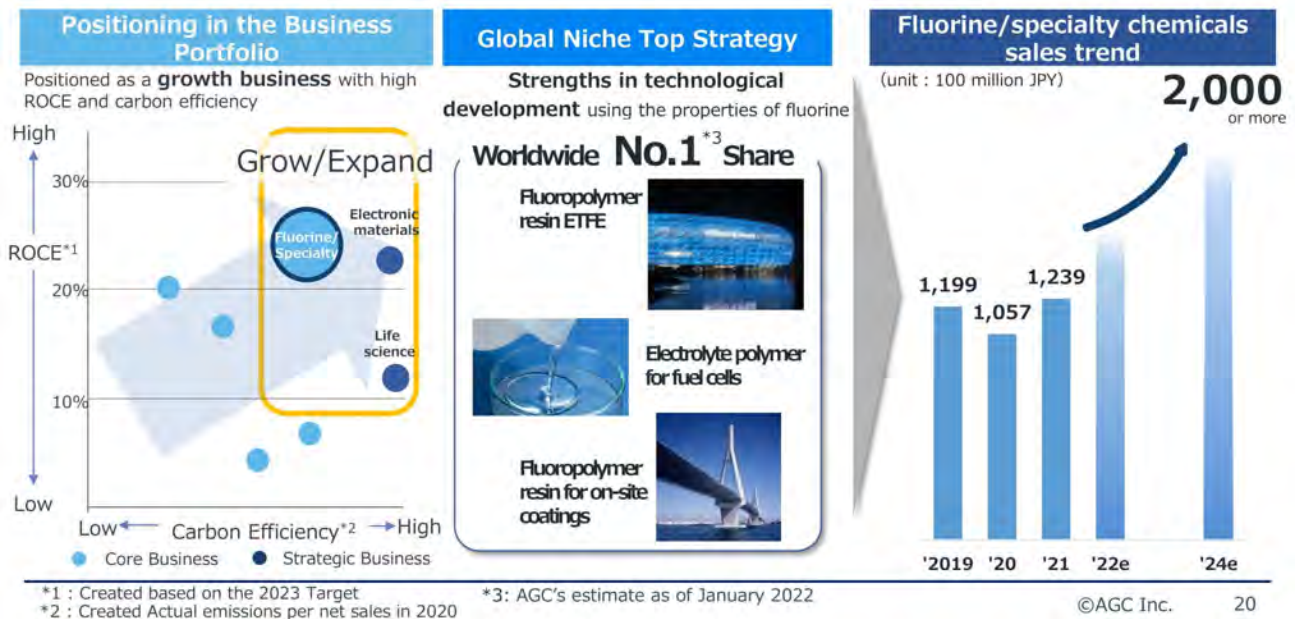 Positioning in the Business
Portfolio
Positioned as a growth business with high
ROCE and carbon efficiency
High
Grow/Expand
30%
Electronic
materials
Fluorine/
Specialty
ROCE*1
20%
Life
science
10%
Low
Low
Carbon Efficiency*2
High
Core Business
Strategic Business
Global Niche Top Strategy
Strengths in technological
development using the properties of fluorine
Worldwide No.1*3 Share
Fluoropolymer
resin ETFE
Electrolyte polymer
for fuel cells
Fluoropolymer
resin for on-site
coatings
Fluorine/specialty chemicals
sales trend
(unit : 100 million JPY)
2,000
or more
1,199
1,057
1,239
'2019 '20 '21 '22e '24e
*1 : Created based on the 2023 Target
*2 : Created Actual emissions per net sales in 2020
*3: AGC's estimate as of January 2022
©AGC Inc.
20